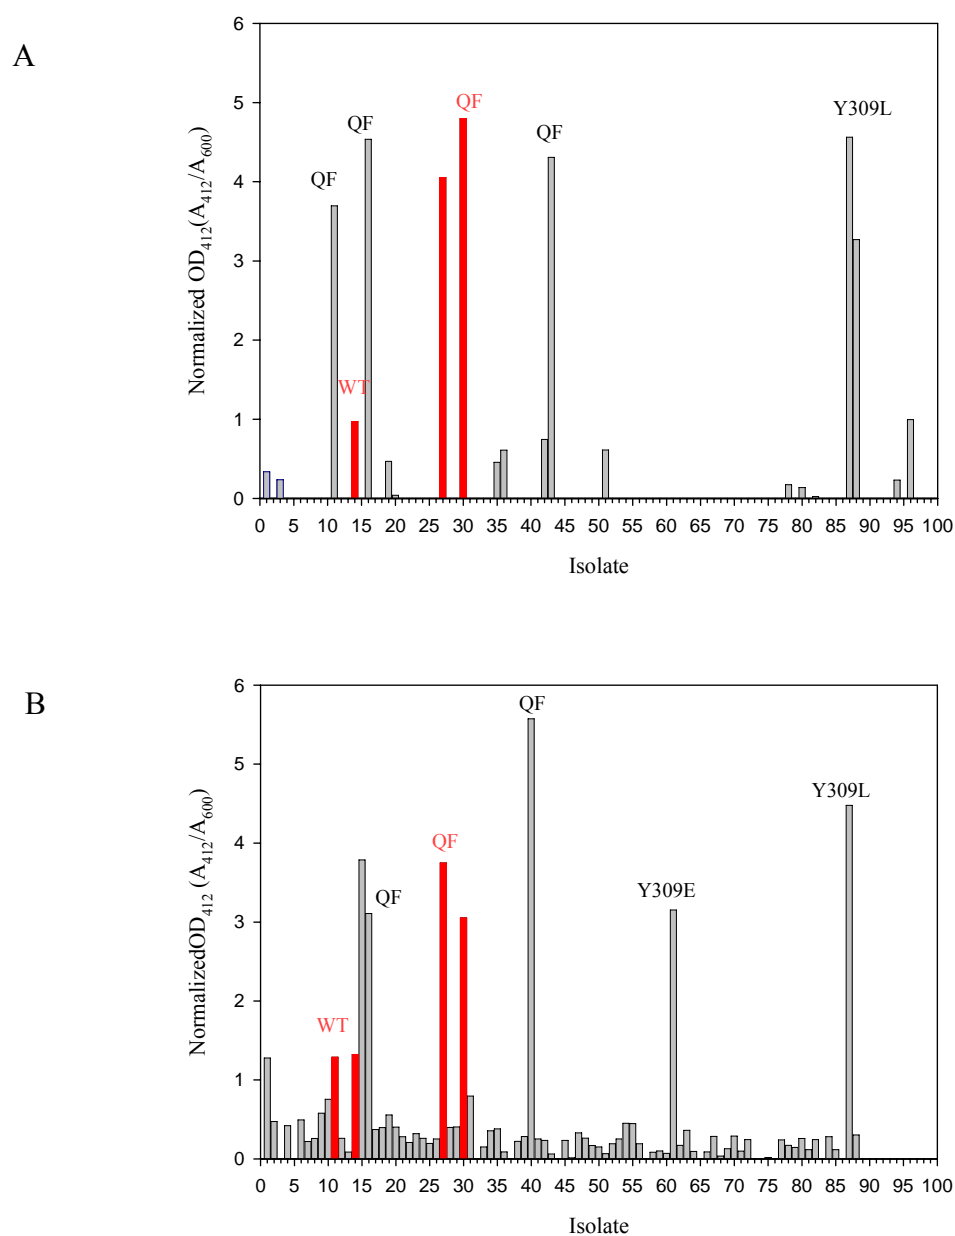 A
Normalized OD412(A412/A600)
6
5
4
3
2
1
0
QF
QF
QF
QF
Y309L
WT
0 5 10 15 20 25 30 35 40 45 50 55 60 65 70 75 80 85 90 95 100
Isolate
B
NormalizedOD412 (A412/A600)
6
5
4
3
2
1
0
QF
Y309L
QF
Y309E
QF
WT
0 5 10 15 20 25 30 35 40 45 50 55 60 65 70 75 80 85 90 95 100
Isolate